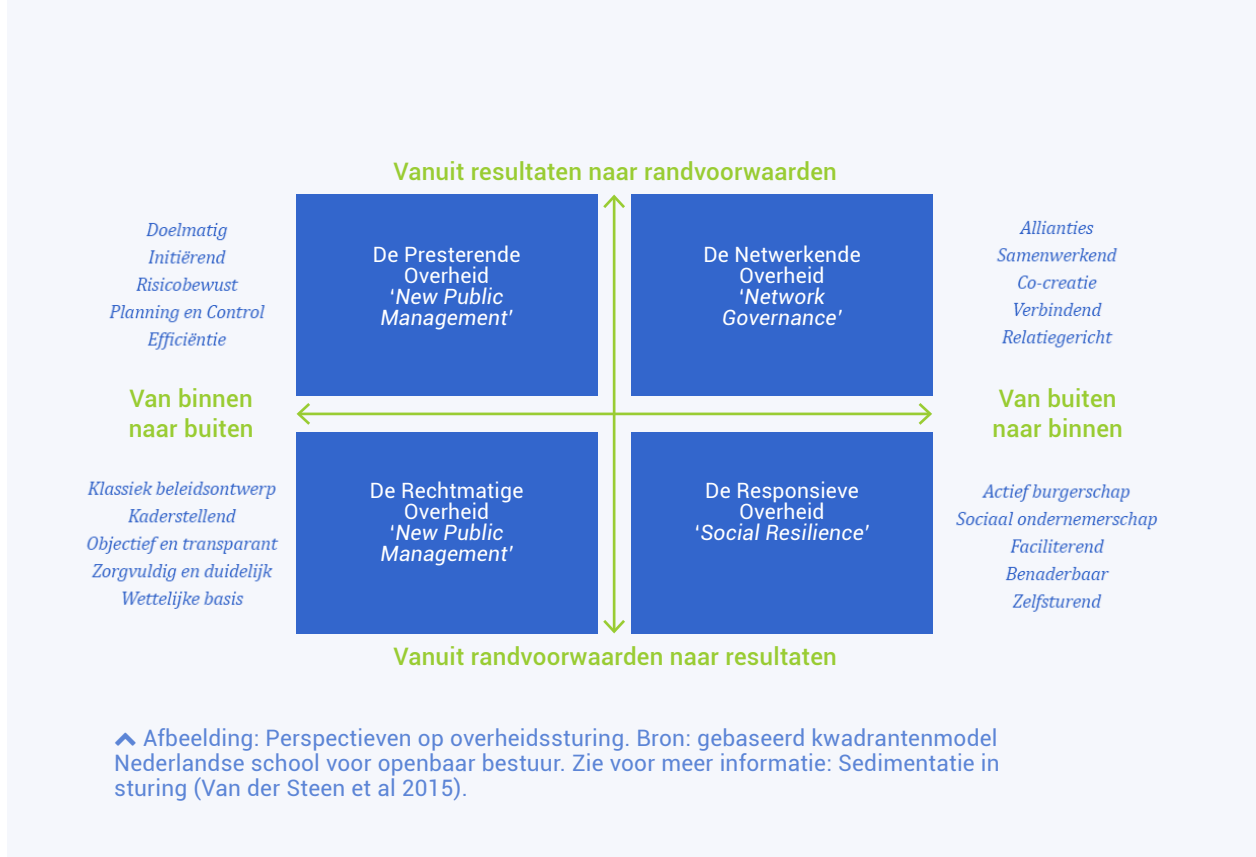 Vanuit resultaten naar randvoorwaarden
Doelmatig
Initiërend
Risicobewust
Planning en Control
Efficiëntie
De Presterende
Overheid
‘New Public
Management’
De Netwerkende
Overheid
‘Network
Governance’
Allianties
Samenwerkend
Co-creatie
Verbindend
Relatiegericht
Van binnen
naar buiten
Van buiten
naar binnen
Klassiek beleidsontwerp
Kaderstellend
Objectief en transparant
Zorgvuldig en duidelijk
Wettelijke basis
De Rechtmatige
Overheid
‘New Public
Management’
De Responsieve
Overheid
‘Social Resilience’
Actief burgerschap
Sociaal ondernemerschap
Faciliterend
Benaderbaar
Zelfsturend
Vanuit randvoorwaarden naar resultaten
Afbeelding: Perspectieven op overheidssturing. Bron: gebaseerd kwadrantenmodel
Nederlandse school voor openbaar bestuur. Zie voor meer informatie: Sedimentatie in
sturing (Van der Steen et al 2015).